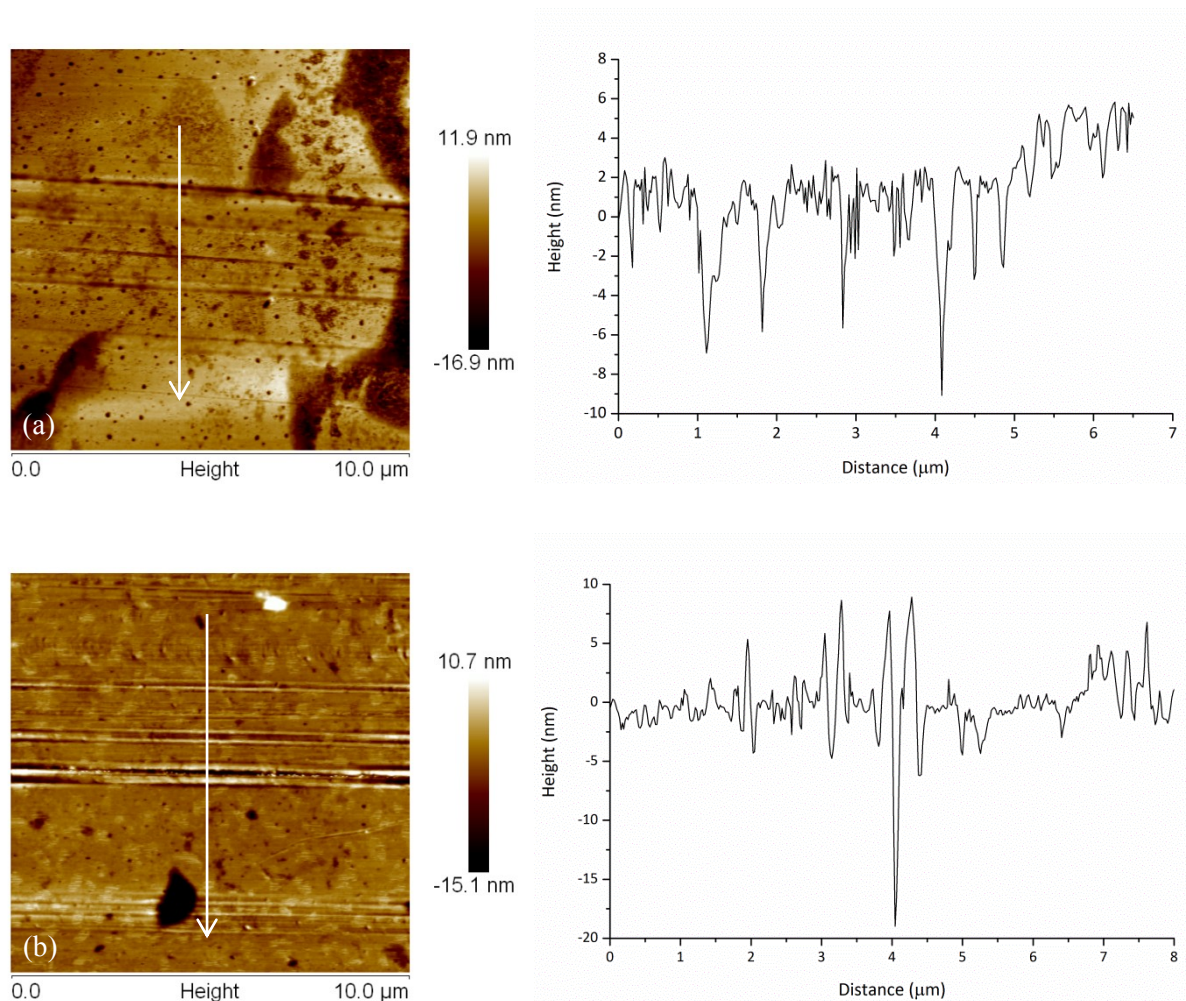 11.9 nm
-16.9 nm
(a)
0.0 Height 10.0 µm
8
6
4
2
0
-2
-4
-6
-8
-10
Height (nm)
0 1 2 3 4 5 6 7
Distance (µm)
10.7 nm
-15.1 nm
(b)
0.0 Height 10.0 µm
10
5
0
-5
-10
-15
-20
Height (nm)
0 1 2 3 4 5 6 7 8
Distance (µm)